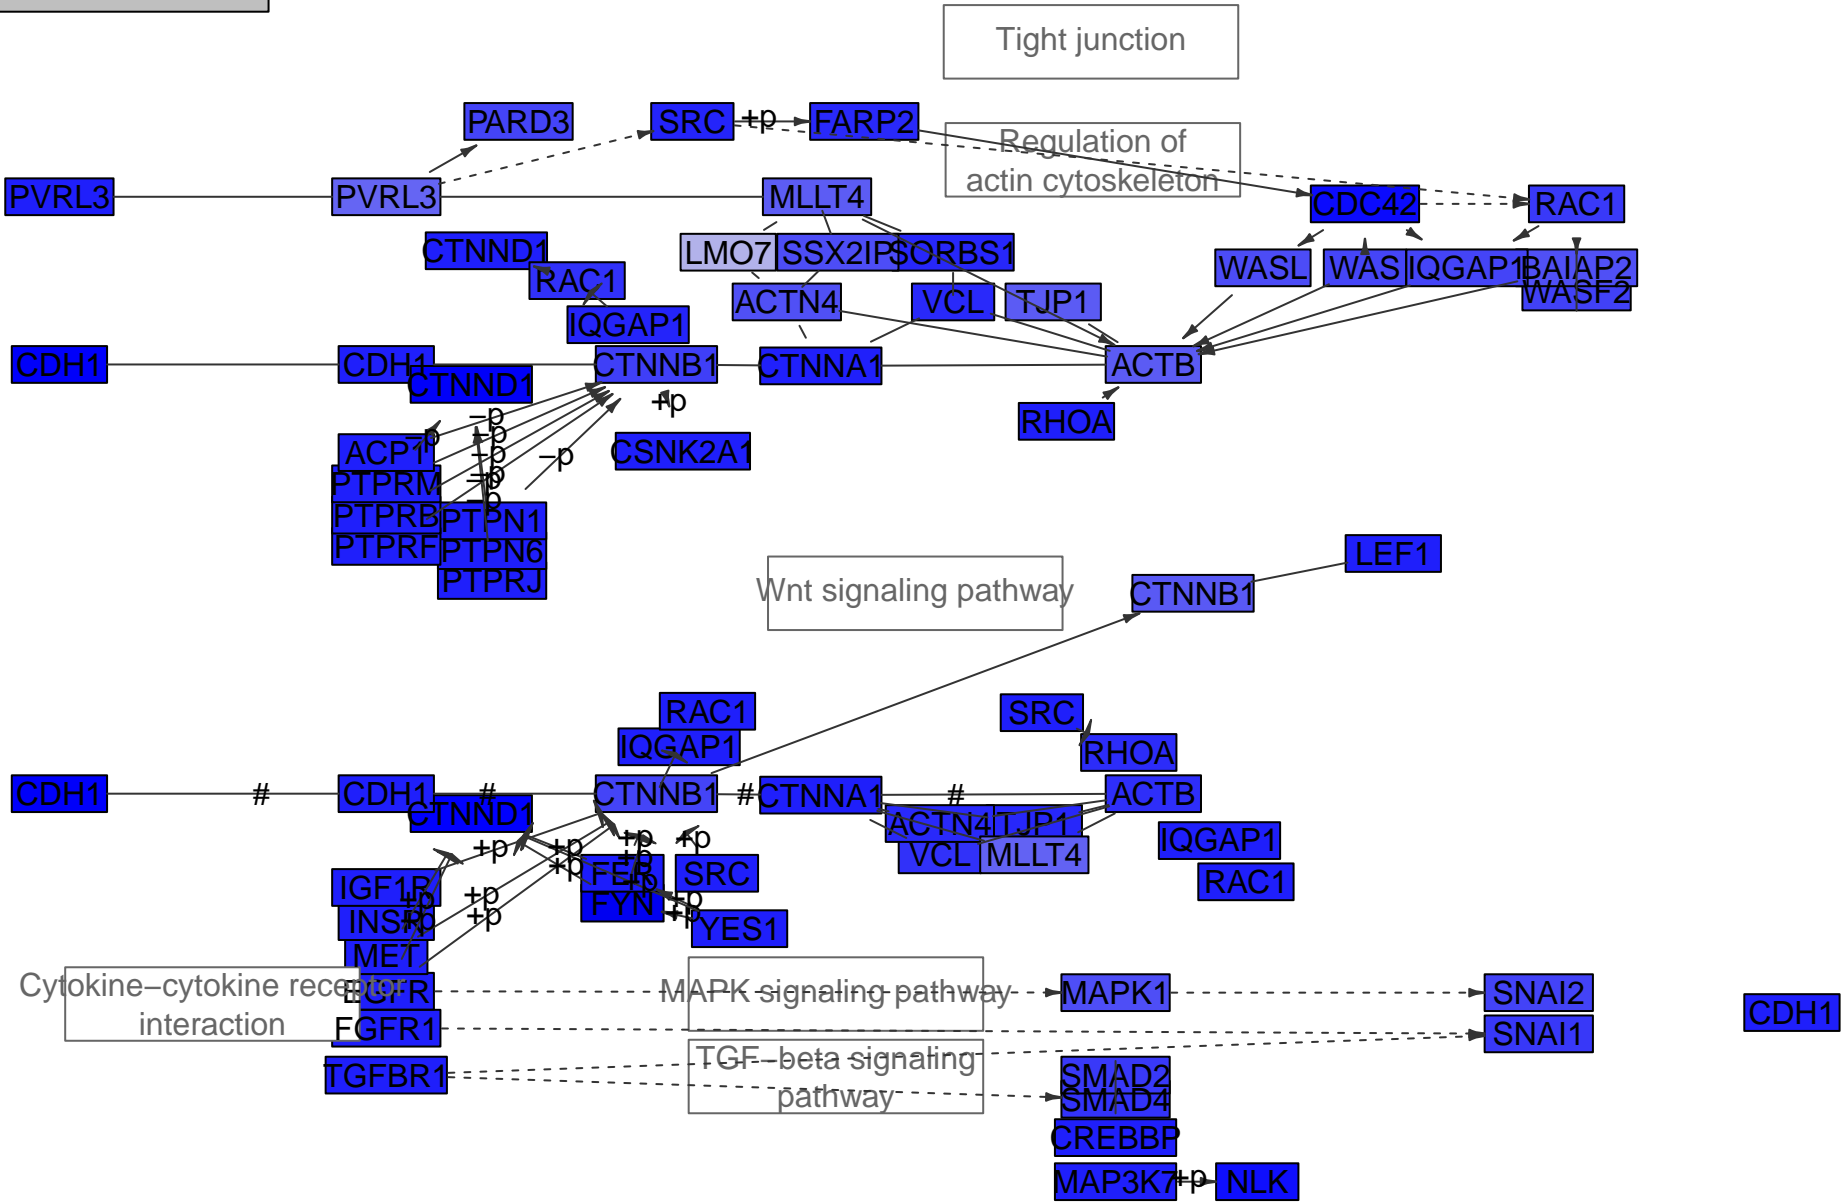 Tight junction
PARD3
SRC
+p
FARP2
Regulation of
actin cytoskeleton
PVRL3
PVRL3
MLLT4
CDC42
RAC1
CTNND1
LMO7
SSX2IP
SORBS1
RAC1
WASL
WAS
IQGAP1
BAIAP2
WASF2
ACTN4
VCL
TJP1
IQGAP1
CDH1
CDH1
CTNND1
CTNNB1
CTNNA1
ACTB
+p
RHOA
–p
–p
–p
–p
–p
–p
–p
–p
ACP1
CSNK2A1
PTPRM
PTPRB
PTPN1
PTPRF
PTPN6
PTPRJ
LEF1
Wnt signaling pathway
CTNNB1
RAC1
SRC
IQGAP1
RHOA
CDH1
#
CDH1
#
CTNNB1
#
CTNNA1
#
ACTB
CTNND1
ACTN4
TJP1
IQGAP1
+p
+p
+p
+p
VCL
MLLT4
+p
+p
FER
SRC
RAC1
IGF1R
+p
+p
+p
FYN
+p
INSR
+p
+p
+p
YES1
MET
Cytokine–cytokine receptor
interaction
EGFR
MAPK signaling pathway
MAPK1
SNAI2
CDH1
FGFR1
SNAI1
TGF–beta signaling
pathway
TGFBR1
SMAD2
SMAD4
CREBBP
MAP3K7
+p
NLK